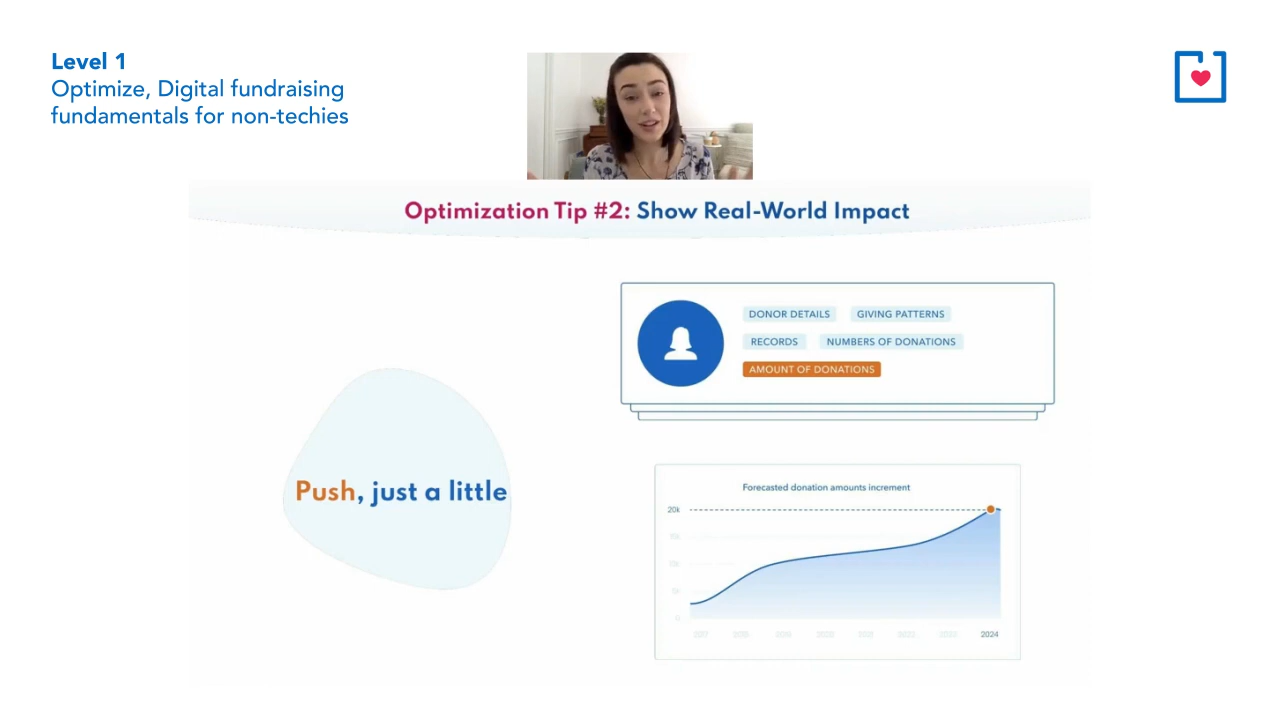 Level 1
Optimize, Digital fundraising
fundamentals for non-techies
Optimization Tip #2: Show Real-World Impact
DONOR DETAILS GIVING PATTERNS
RECORDS NUMBERS OF DONATIONS
AMOUNT OF DONATIONS
Push, just a little
Forecasted donation amounts increment
20k
0
2024